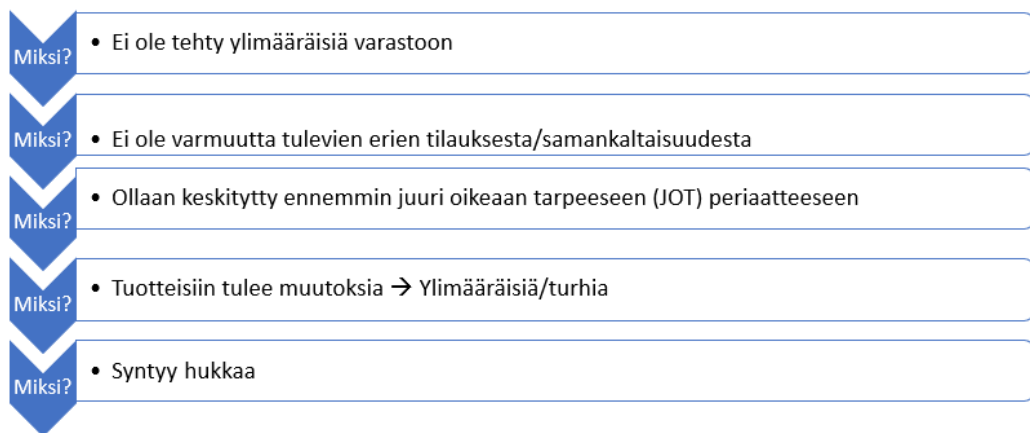 Miksi?
• Ei ole tehty ylimääräisiä varastoon
Miksi?
• Ei ole varmuutta tulevien erien tilauksesta/samankaltaisuudesta
Miksi?
• Ollaan keskitytty ennemmin juuri oikeaan tarpeeseen (JOT) periaatteeseen
Miksi?
• Tuotteisiin tulee muutoksia → Ylimääräisiä/turhia
Miksi?
• Syntyy hukkaa